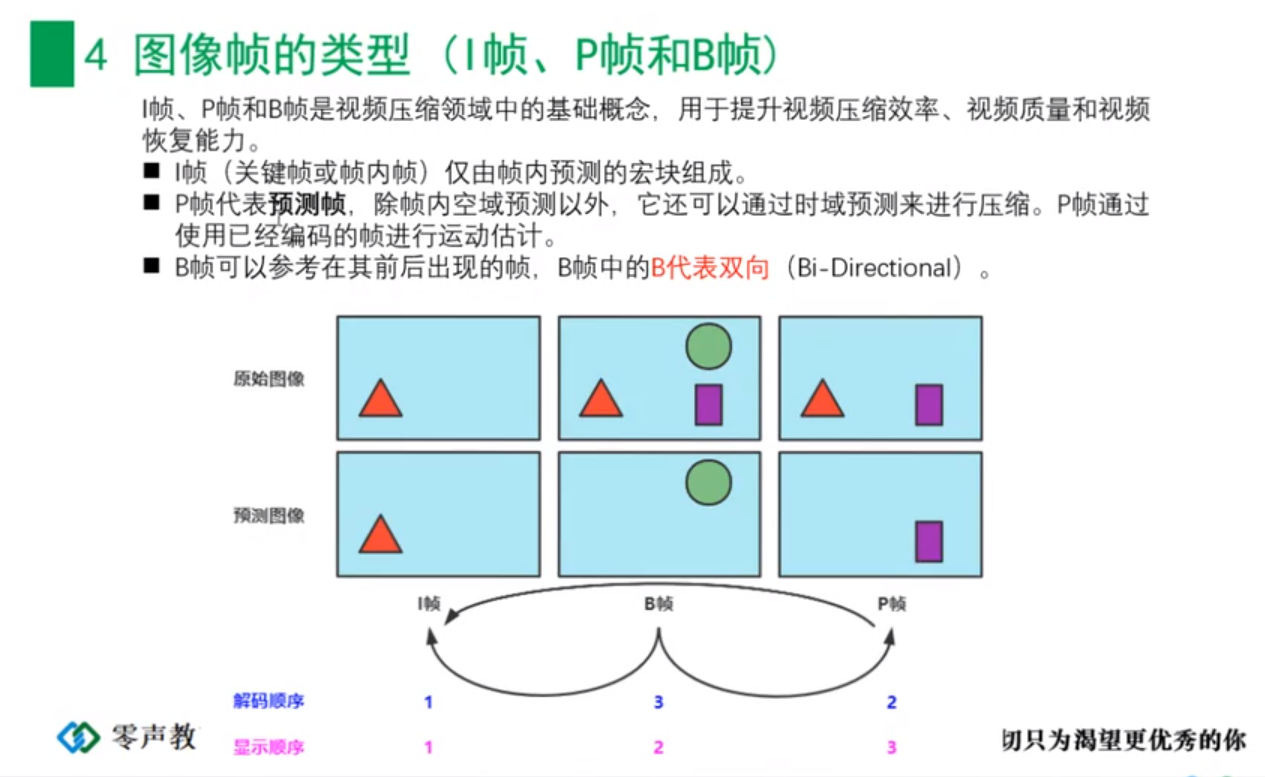 4 图像帧的类型（I帧、P帧和B帧）
I帧、P帧和B帧是视频压缩领域中的基础概念，用于提升视频压缩效率、视频质量和视频
恢复能力。
I帧（关键帧或帧内帧）仅由帧内预测的宏块组成。
P帧代表预测帧，除帧内空域预测以外，它还可以通过时域预测来进行压缩。P帧通过
使用已经编码的帧进行运动估计。
B帧可以参考在其前后出现的帧，B帧中的B代表双向（Bi-Directional）。
原始图像
预测图像
I帧 B帧 P帧
解码顺序 1 3 2
显示顺序 1 2 3
零声教
切只为渴望更优秀的你